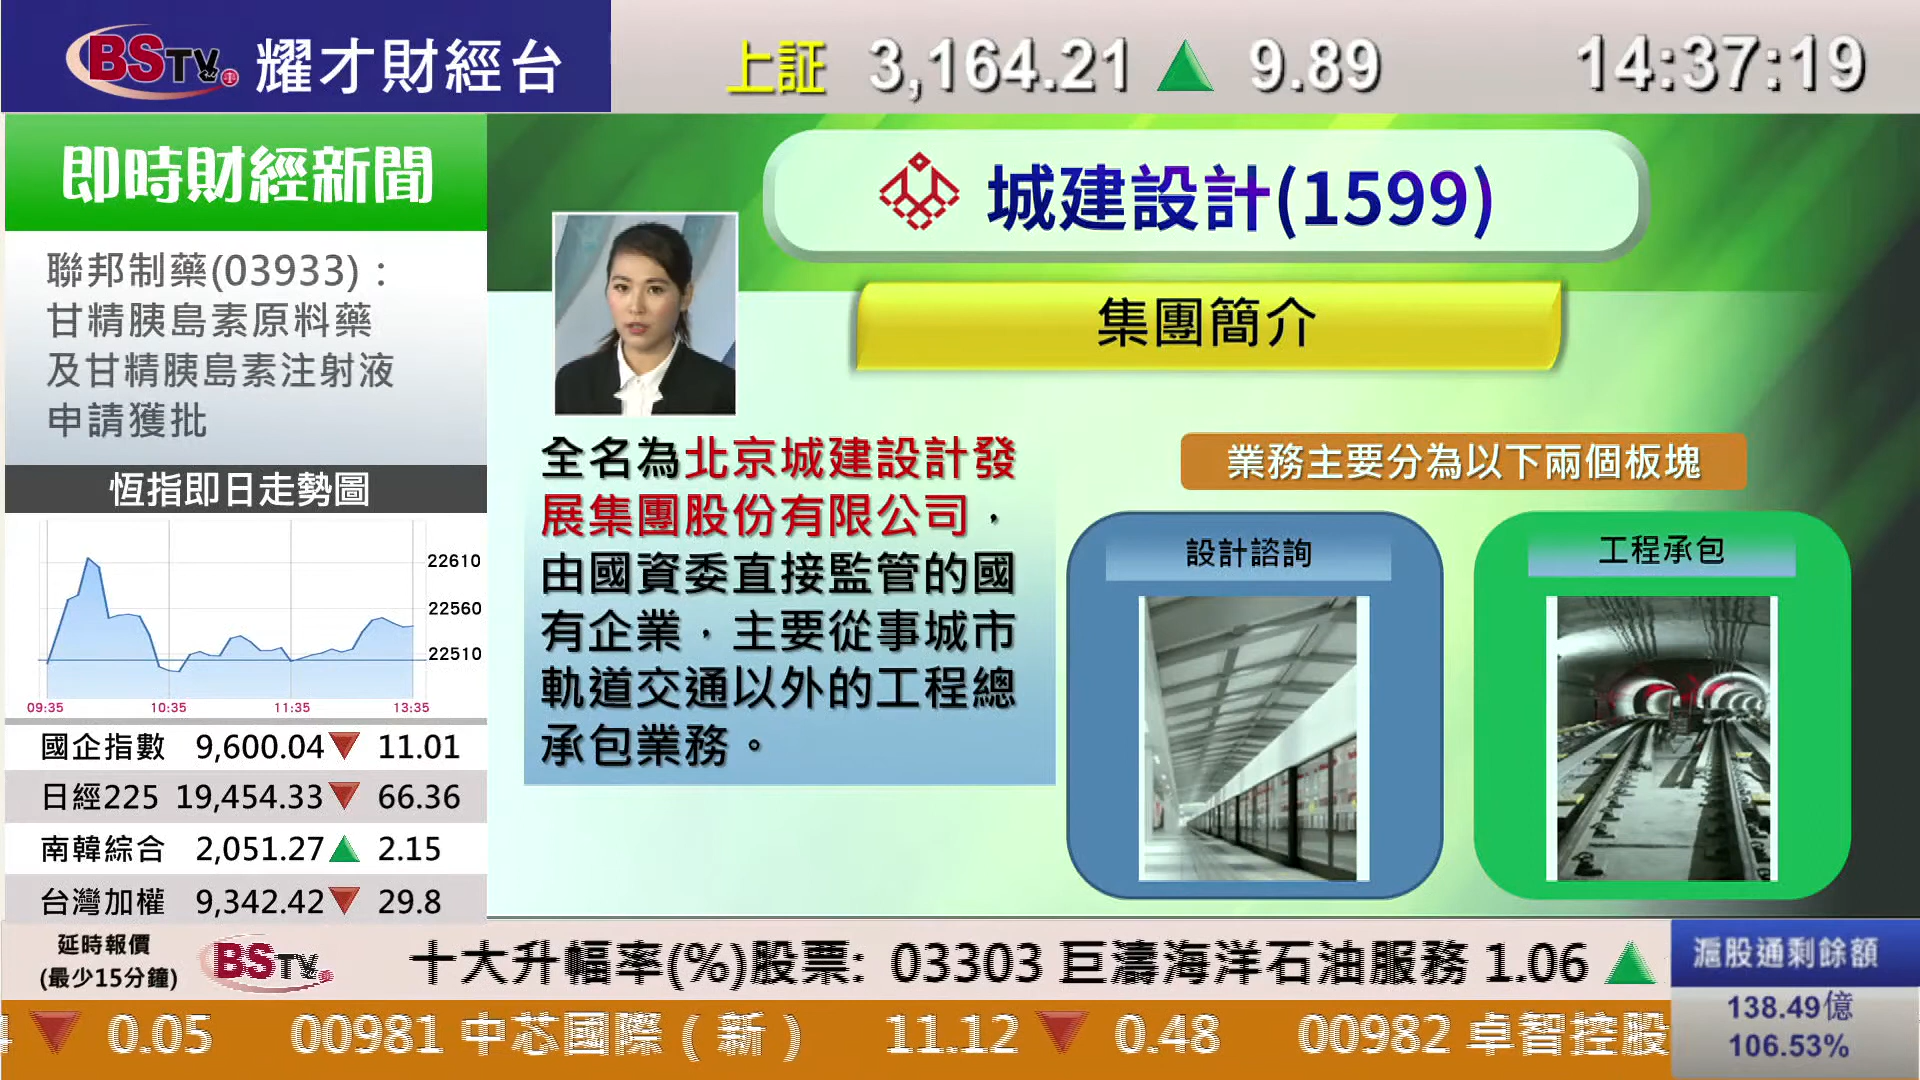 BSTV 耀才財經台
上証 3,164.21 ▲ 9.89
14:37:19
即時財經新聞
聯邦制藥(03933)：
甘精胰島素原料藥
及甘精胰島素注射液
申請獲批
恆指即日走勢圖
22610
22560
22510
09:35 10:35 11:35 13:35
國企指數 9,600.04 ▼ 11.01
日經225 19,454.33 ▼ 66.36
南韓綜合 2,051.27 ▲ 2.15
台灣加權 9,342.42 ▼ 29.8
城建設計(1599)
集團簡介
全名為北京城建設計發
展集團股份有限公司，
由國資委直接監管的國
有企業，主要從事城市
軌道交通以外的工程總
承包業務。
業務主要分為以下兩個板塊
設計諮詢
工程承包
延時報價
(最少15分鐘)
BSTV
十大升幅率(%)股票: 03303 巨濤海洋石油服務 1.06 ▲
▼ 0.05 00981 中芯國際（新） 11.12 ▼ 0.48 00982 卓智控股
滬股通剩餘額
138.49億
106.53%